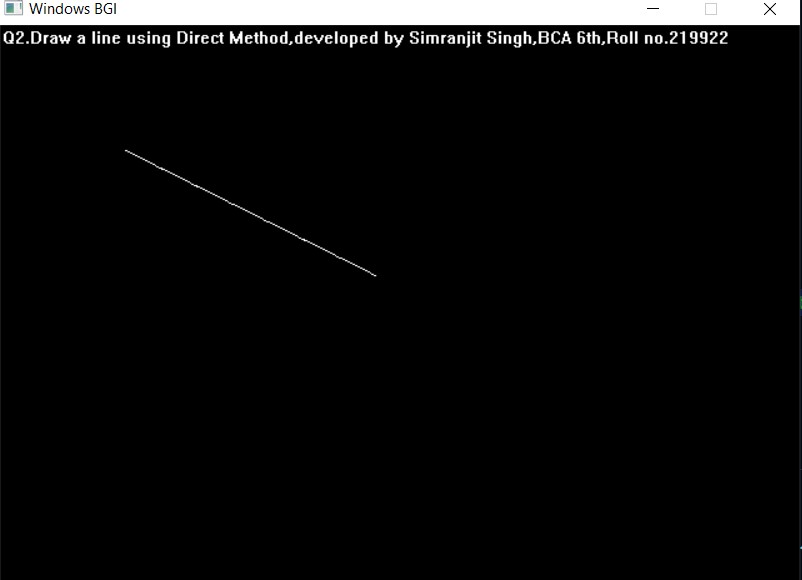 Windows BGI
Q2.Draw a line using Direct Method,developed by Simranjit Singh,BCA 6th,Roll no.219922